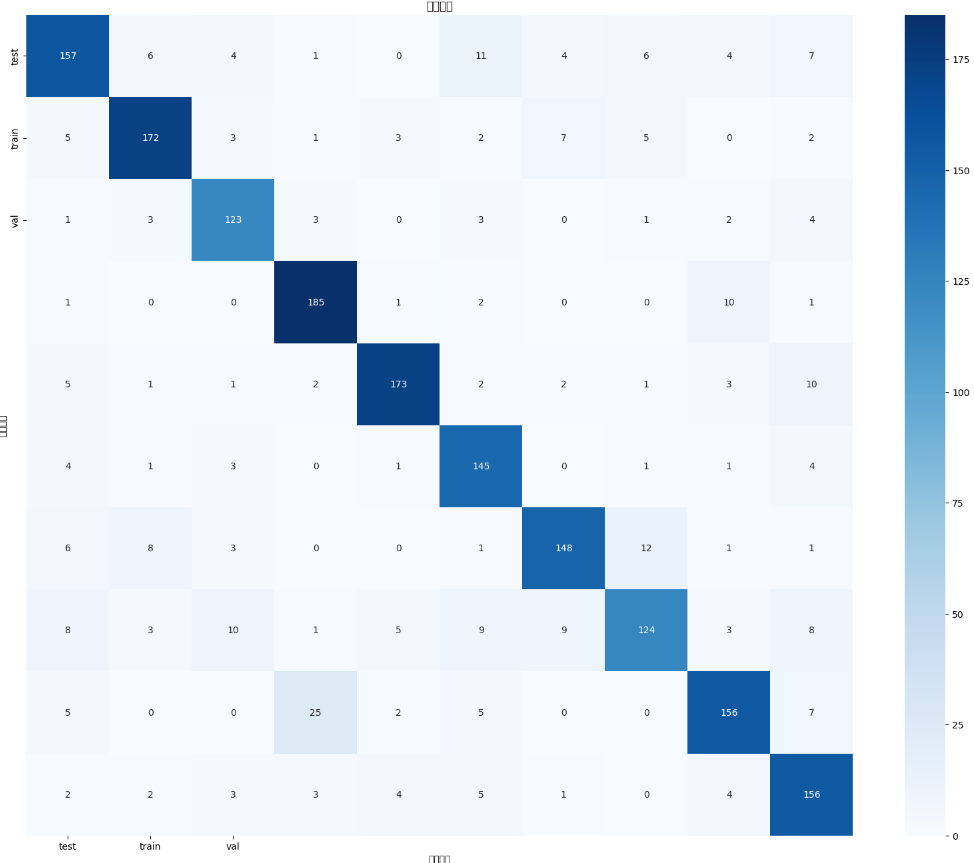 test 157 6 4 1 0 11 4 6 4 7
train 5 172 3 1 3 2 7 5 0 2
val 1 3 123 3 0 3 0 1 2 4
1 0 0 185 1 2 0 0 10 1
5 1 1 2 173 2 2 1 3 10
4 1 3 0 1 145 0 1 1 4
6 8 3 0 0 1 148 12 1 1
8 3 10 1 5 9 9 124 3 8
5 0 0 25 2 5 0 0 156 7
2 2 3 3 4 5 1 0 4 156
test train val
175
150
125
100
75
50
25
0